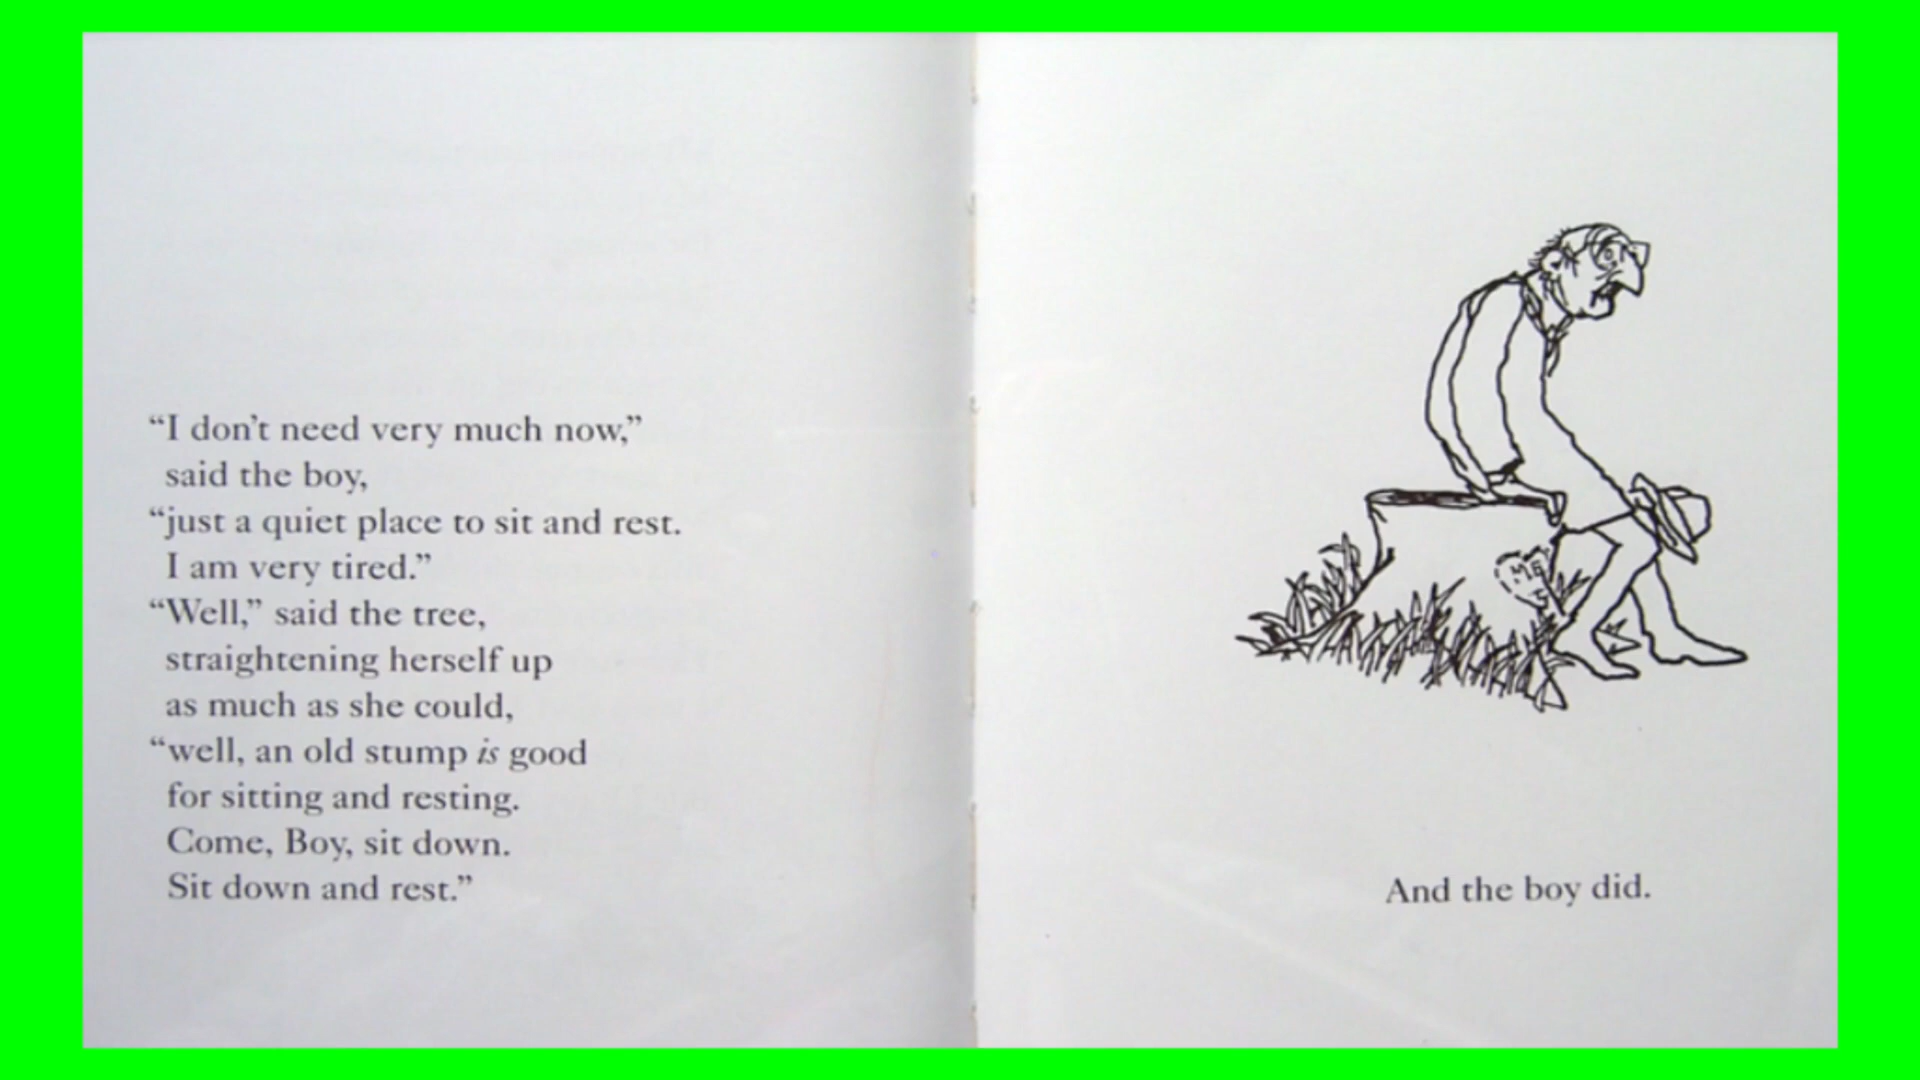 “I don’t need very much now,”
said the boy,
“just a quiet place to sit and rest.
I am very tired.”
“Well,” said the tree,
straightening herself up
as much as she could,
“well, an old stump is good
for sitting and resting.
Come, Boy, sit down.
Sit down and rest.”
M E
And the boy did.